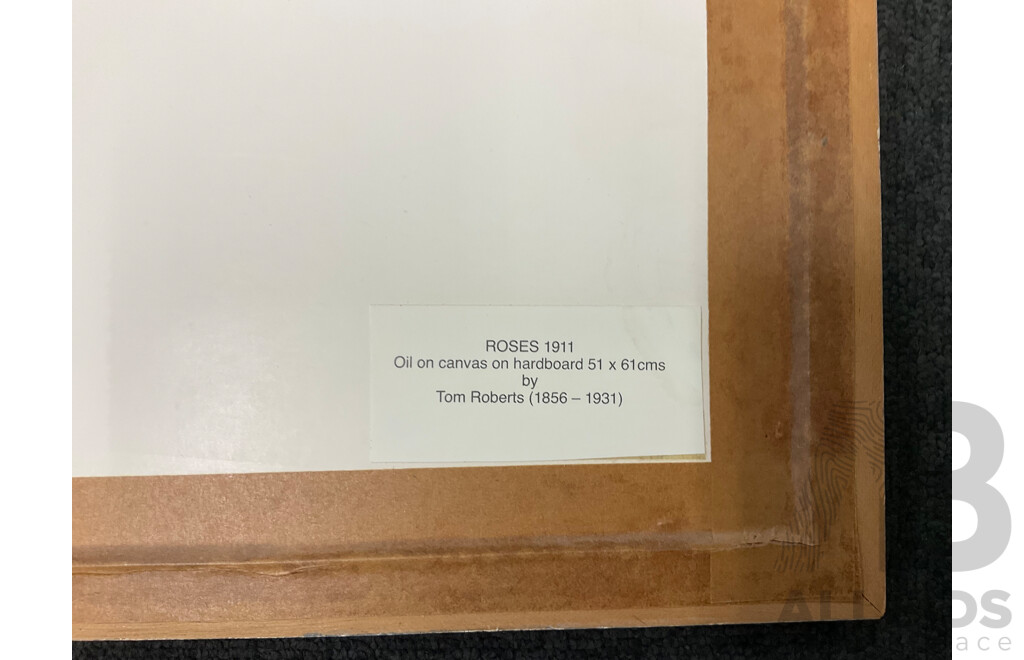 ROSES 1911
Oil on canvas on hardboard 51 x 61cms
by
Tom Roberts (1856 – 1931)